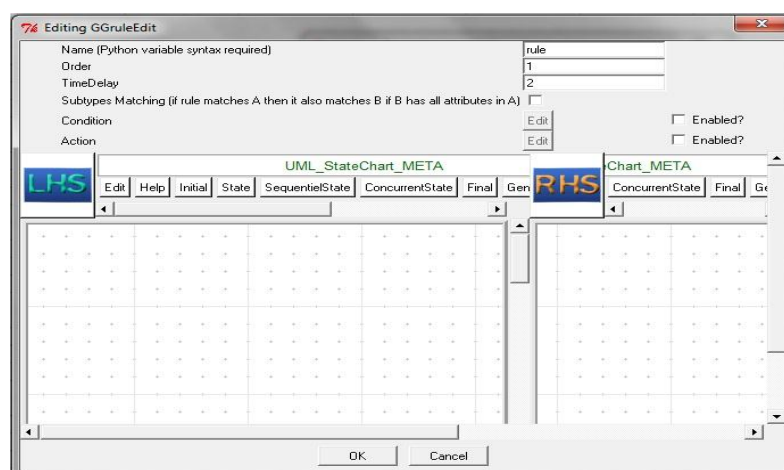 Editing GGruleEdit
Name (Python variable syntax required) rule
Order 1
TimeDelay 2
Subtypes Matching (if rule matches A then it also matches B if B has all attributes in A)
Condition Edit Enabled?
Action Edit Enabled?
LHS UML_StateChart_META RHS eChart_META
Edit Help Initial State SequentielState ConcurrentState Final Gen ConcurrentState Final Ge
OK Cancel